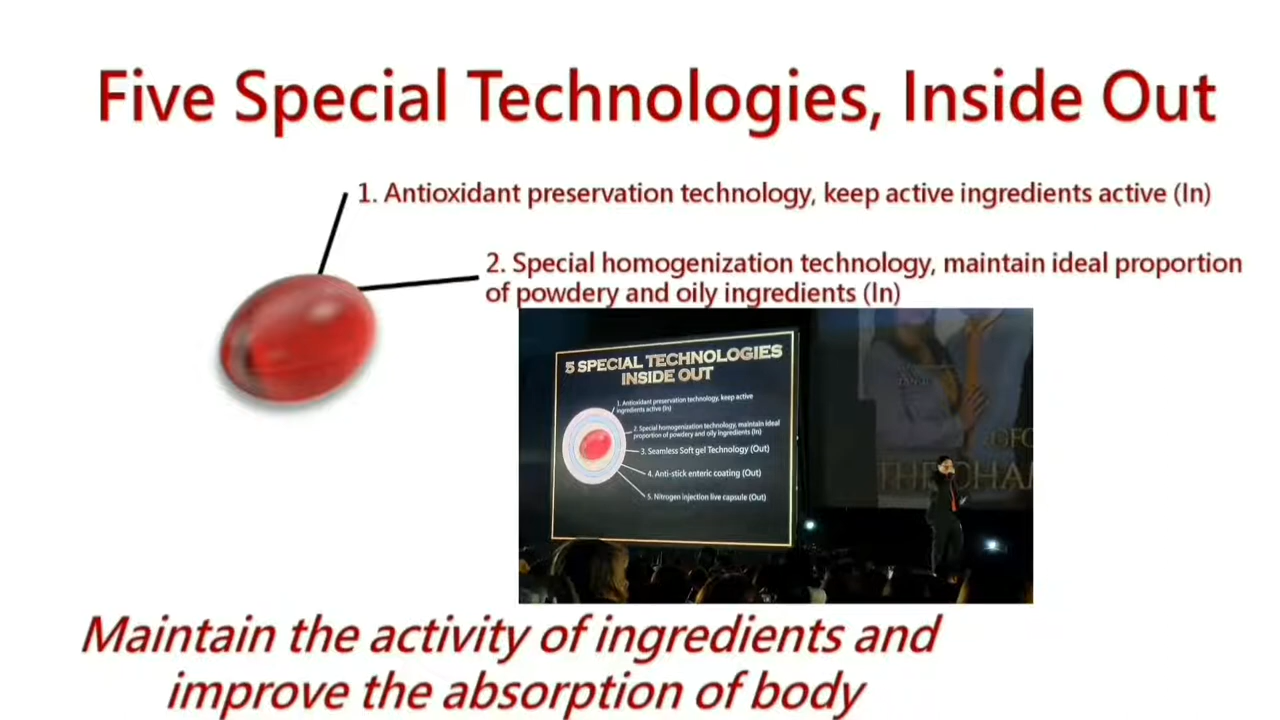 Five Special Technologies, Inside Out
1. Antioxidant preservation technology, keep active ingredients active (In)
2. Special homogenization technology, maintain ideal proportion
of powdery and oily ingredients (In)
5 SPECIAL TECHNOLOGIES
INSIDE OUT
1. Antioxidant preservation technology, keep active
ingredients active (In)
2. Special homogenization technology, maintain ideal
proportion of powdery and oily ingredients (In)
3. Seamless Soft gel Technology (Out)
4. Anti-stick enteric coating (Out)
5. Nitrogen injection live capsule (Out)
Maintain the activity of ingredients and
improve the absorption of body